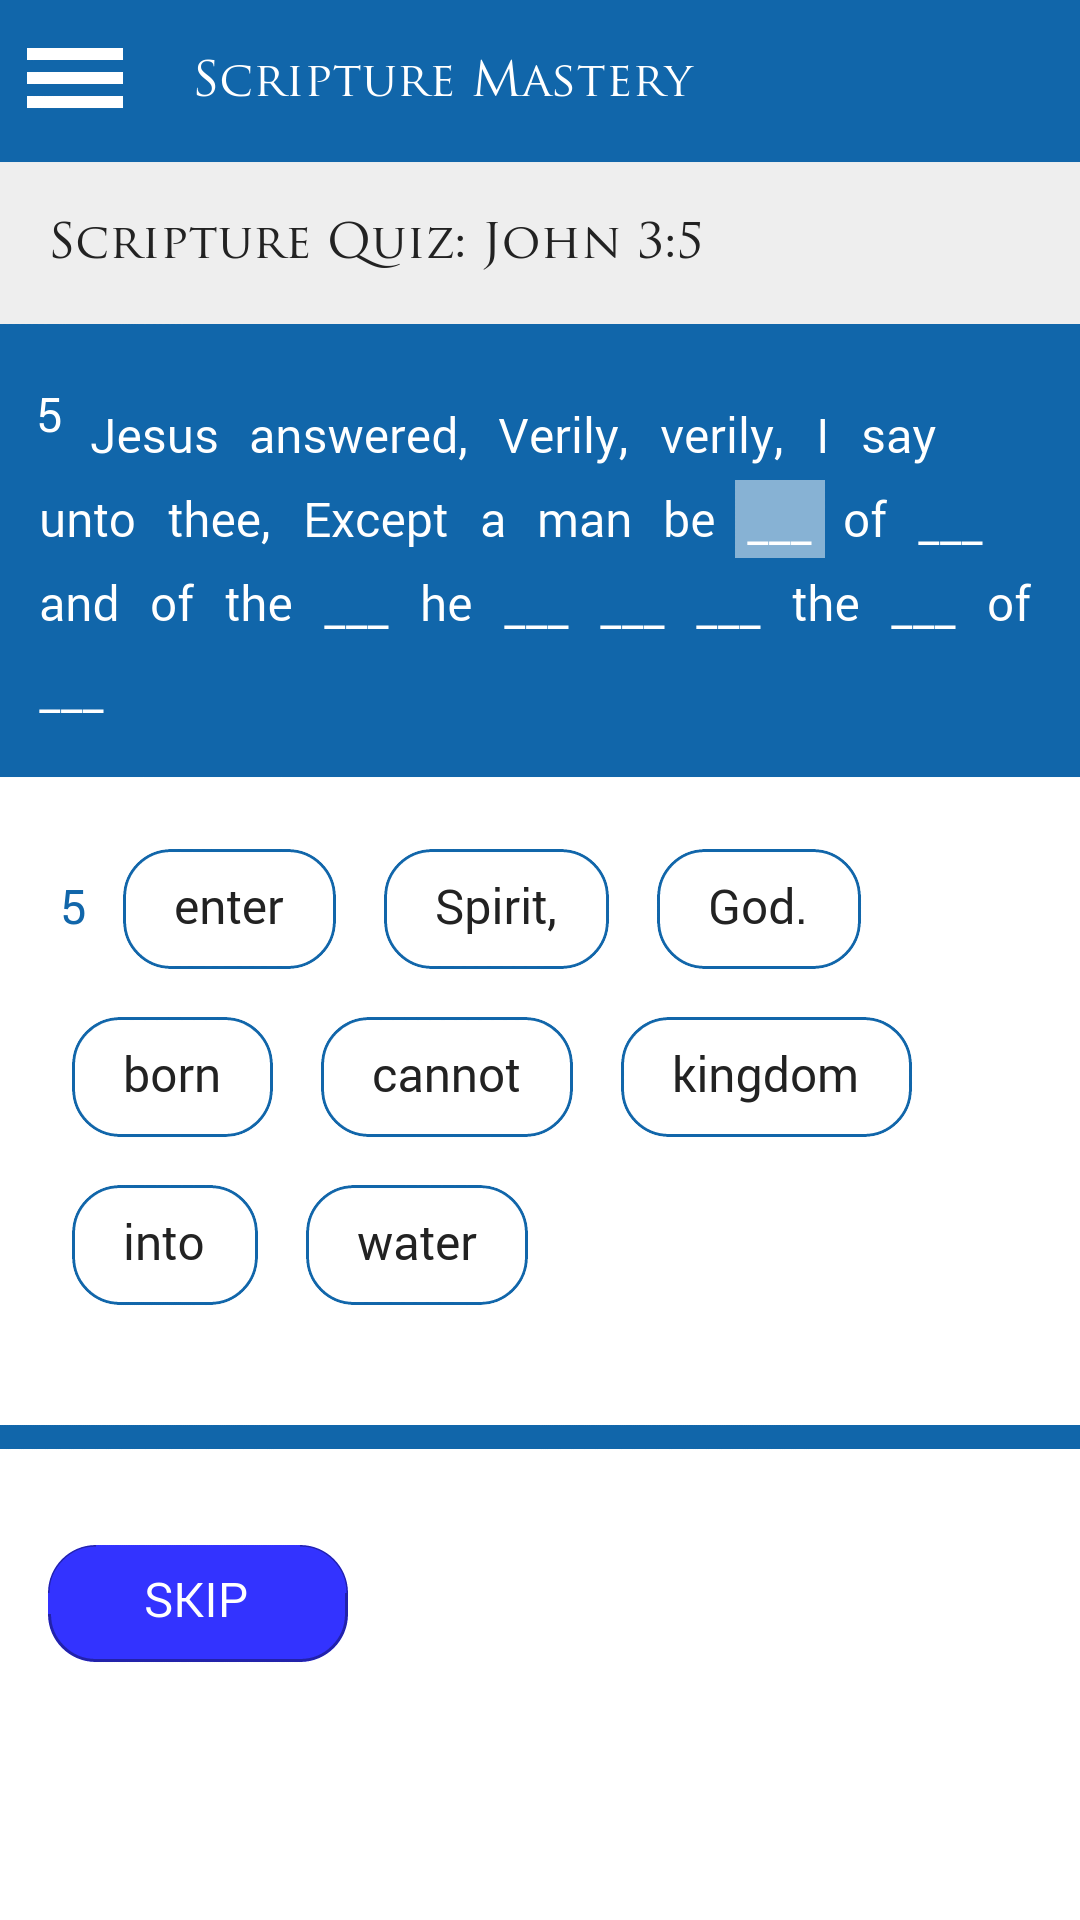 Scripture Mastery
Scripture Quiz: John 3:5
5 Jesus answered, Verily, verily, I say
unto thee, Except a man be ___ of ___
and of the ___ he ___ ___ ___ the ___ of
___
5 enter Spirit, God.
born cannot kingdom
into water
SKIP